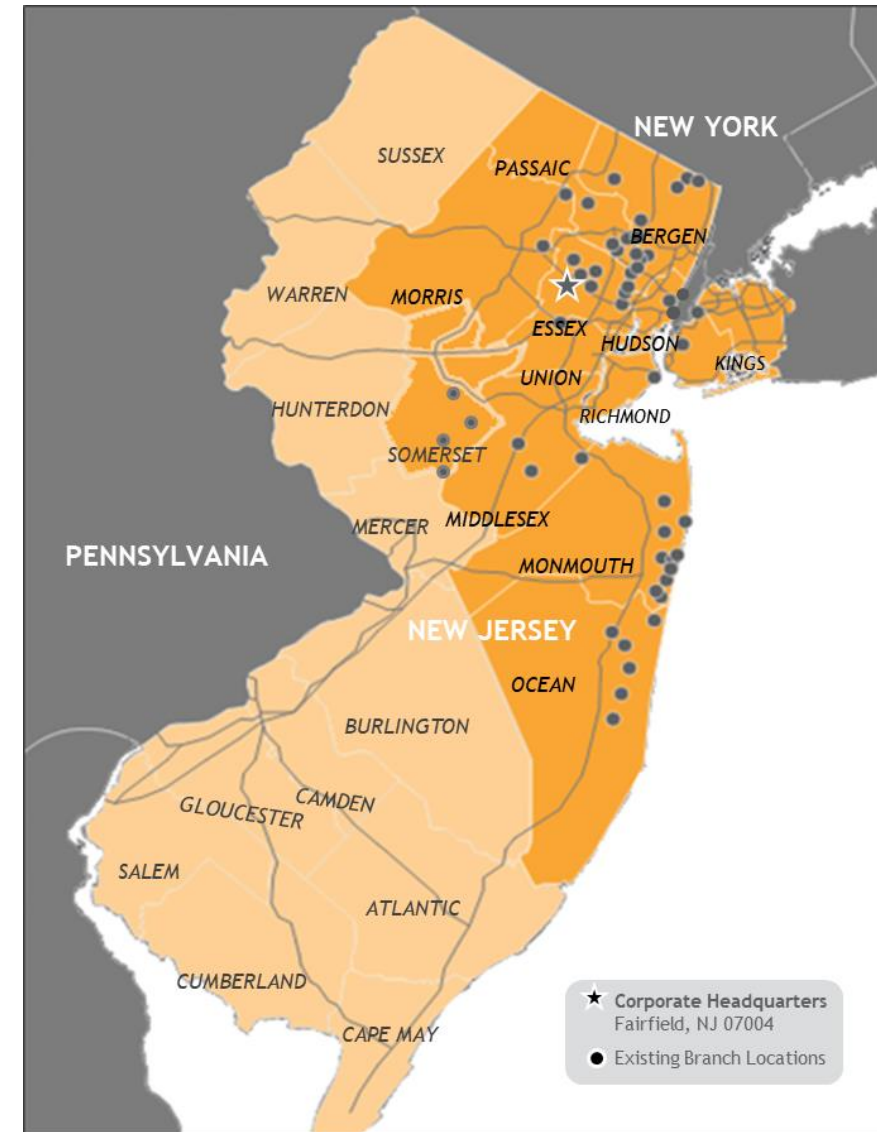 NEW YORK
SUSSEX
PASSAIC
BERGEN
WARREN
MORRIS
ESSEX
HUDSON
KINGS
UNION
HUNTERDON
RICHMOND
SOMERSET
MIDDLESEX
MERCER
PENNSYLVANIA
MONMOUTH
NEW JERSEY
OCEAN
BURLINGTON
CAMDEN
GLOUCESTER
SALEM
ATLANTIC
CUMBERLAND
CAPE MAY
Corporate Headquarters
Fairfield, NJ 07004
Existing Branch Locations